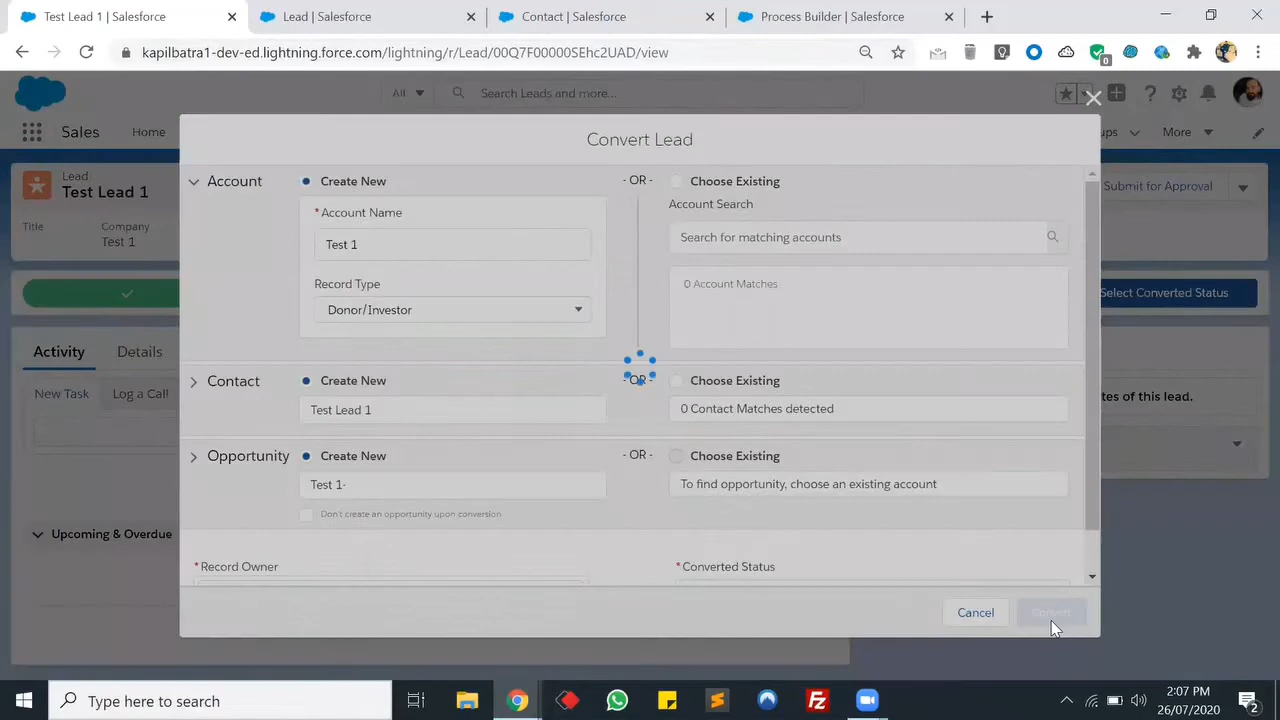 Test Lead 1 | Salesforce
Lead | Salesforce
Contact | Salesforce
Process Builder | Salesforce
kapilbatra1-dev-ed.lightning.force.com/lightning/r/Lead/00Q7F00000SEhc2UAD/view
0
All
Search Leads and more...
Sales
Home
ups
More
Convert Lead
Lead
Test Lead 1
Title
Company
Test 1
Submit for Approval
Select Converted Status
Activity
Details
New Task
Log a Call
tes of this lead.
Upcoming & Overdue
Account
Create New
- OR -
Choose Existing
*Account Name
Test 1
Record Type
Donor/Investor
Account Search
Search for matching accounts
0 Account Matches
Contact
Create New
- OR -
Choose Existing
Test Lead 1
0 Contact Matches detected
Opportunity
Create New
- OR -
Choose Existing
Test 1-
To find opportunity, choose an existing account
Don't create an opportunity upon conversion
*Record Owner
*Converted Status
Cancel
Convert
Type here to search
2:07 PM
26/07/2020
2